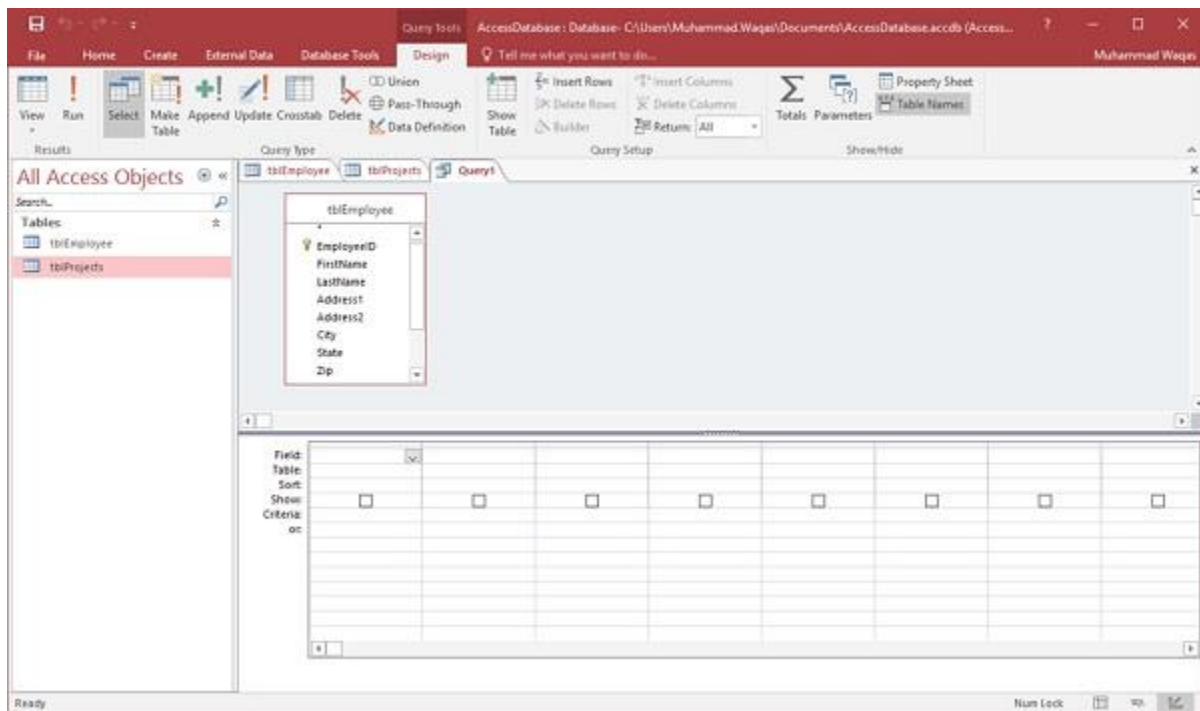 Query Tools
AccessDatabase : Database- C:\Users\Muhammad.Waqas\Documents\AccessDatabase.accdb (Access...
?
File Home Create External Data Database Tools Design Tell me what you want to do... Muhammad Waqas
View
Run
Select
Make Table
Append
Update
Crosstab
Delete
Union
Pass-Through
Data Definition
Show Table
Insert Rows
Delete Rows
Builder
Insert Columns
Delete Columns
Return: All
Totals
Parameters
Property Sheet
Table Names
Results
Query Type
Query Setup
Show/Hide
All Access Objects
Search...
Tables
tblEmployee
tblProjects
tblEmployee tblProjects Query1
tblEmployee
*
EmployeeID
FirstName
LastName
Address1
Address2
City
State
Zip
Field:
Table:
Sort:
Show:
Criteria:
or:
Ready
Num Lock
SQL